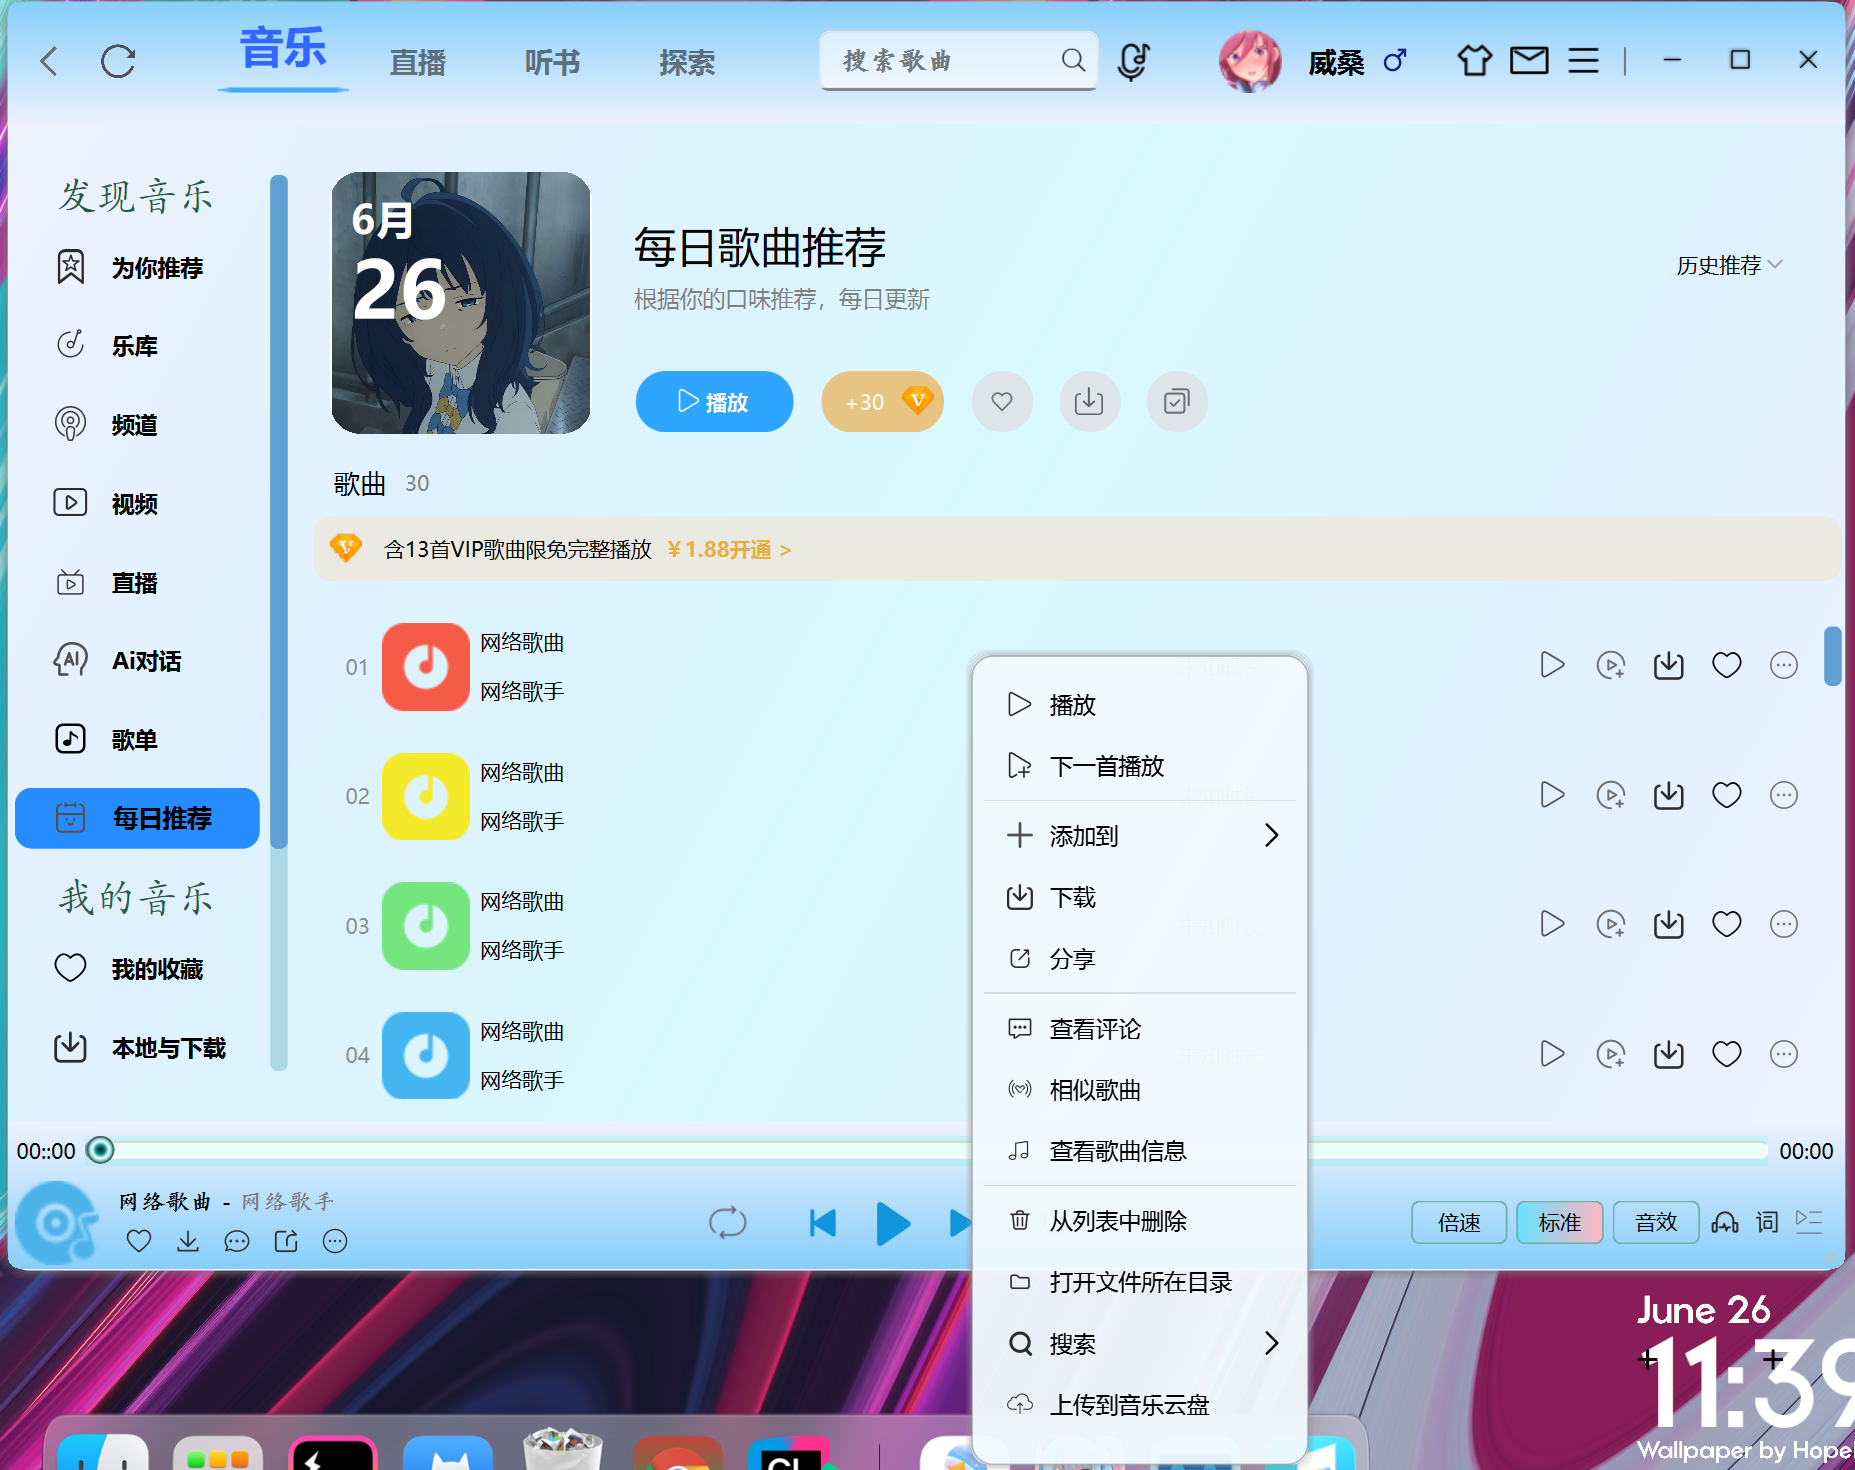 音乐
直播
听书
探索
搜索歌曲
威桑
发现音乐
为你推荐
乐库
频道
视频
直播
Ai对话
歌单
每日推荐
我的音乐
我的收藏
本地与下载
6月
26
每日歌曲推荐
根据你的口味推荐，每日更新
历史推荐
播放
+30
歌曲 30
含13首VIP歌曲限免完整播放 ¥ 1.88开通 >
01
网络歌曲
网络歌手
02
网络歌曲
网络歌手
03
网络歌曲
网络歌手
04
网络歌曲
网络歌手
播放
下一首播放
添加到
下载
分享
查看评论
相似歌曲
查看歌曲信息
从列表中删除
打开文件所在目录
搜索
上传到音乐云盘
00::00
00:00
网络歌曲 - 网络歌手
倍速
标准
音效
词
June 26
11:39
Wallpaper by Hope